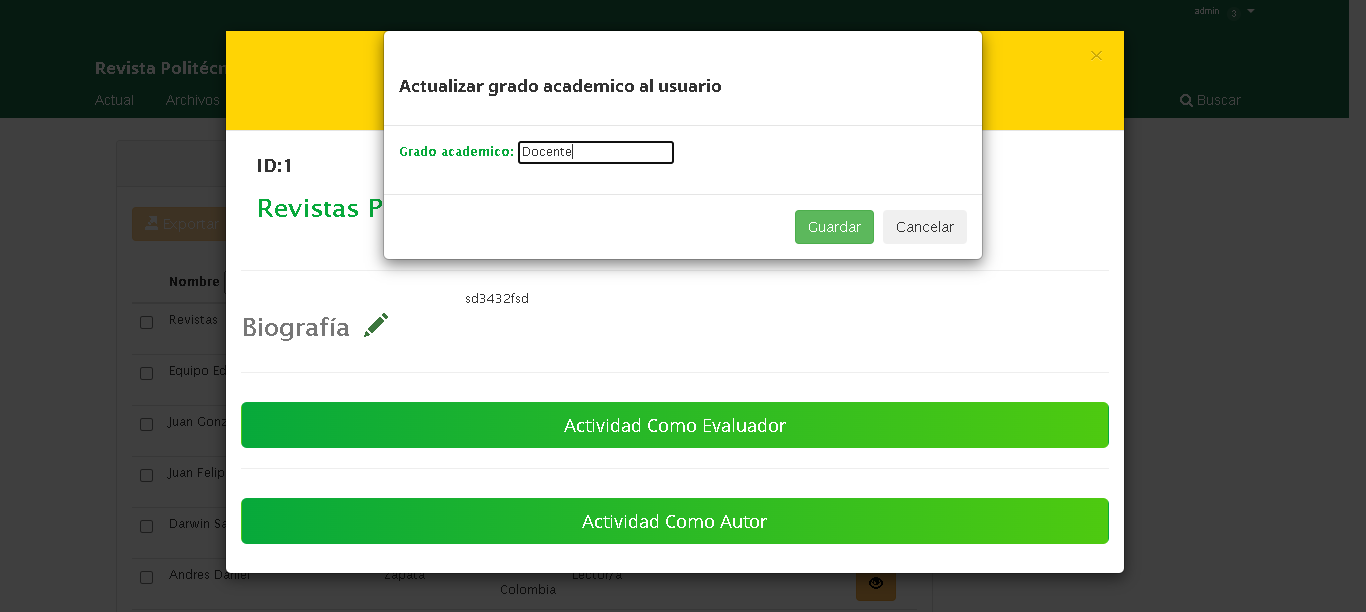 admin 3
Revista Politécn
Actual Archivos
Buscar
×
Actualizar grado academico al usuario
Grado academico: Docente
Guardar Cancelar
ID:1
Revistas P
Exportar
sd3432fsd
Biografía
Actividad Como Evaluador
Actividad Como Autor
Nombre
Revistas
Equipo Ed
Juan Gonz
Juan Felip
Darwin Sa
Andres Daniel Zapata Lector/a
Colombia